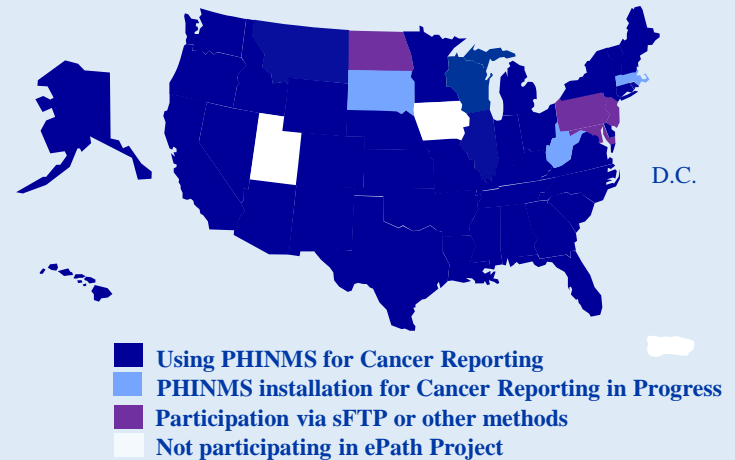 D.C.
Using PHINMS for Cancer Reporting
PHINMS installation for Cancer Reporting in Progress
Participation via sFTP or other methods
Not participating in ePath Project